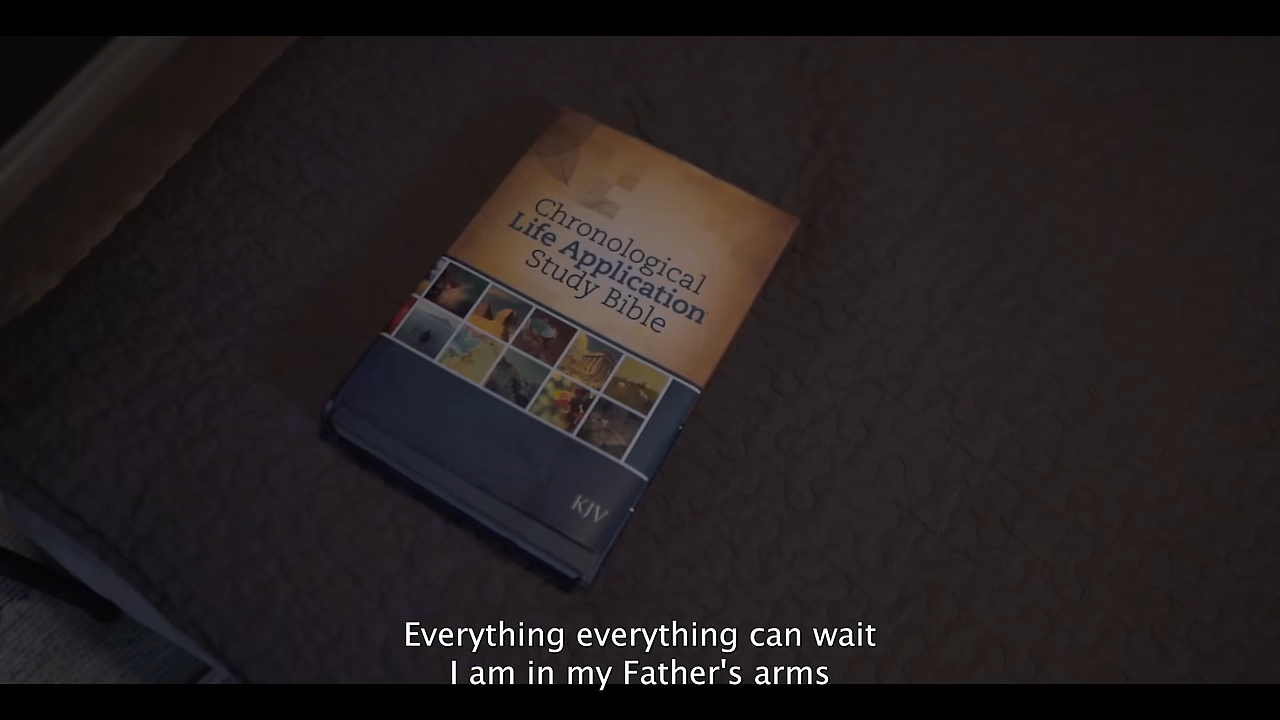 Chronological
Life Application
Study Bible
KJV
Everything everything can wait
I am in my Father's arms